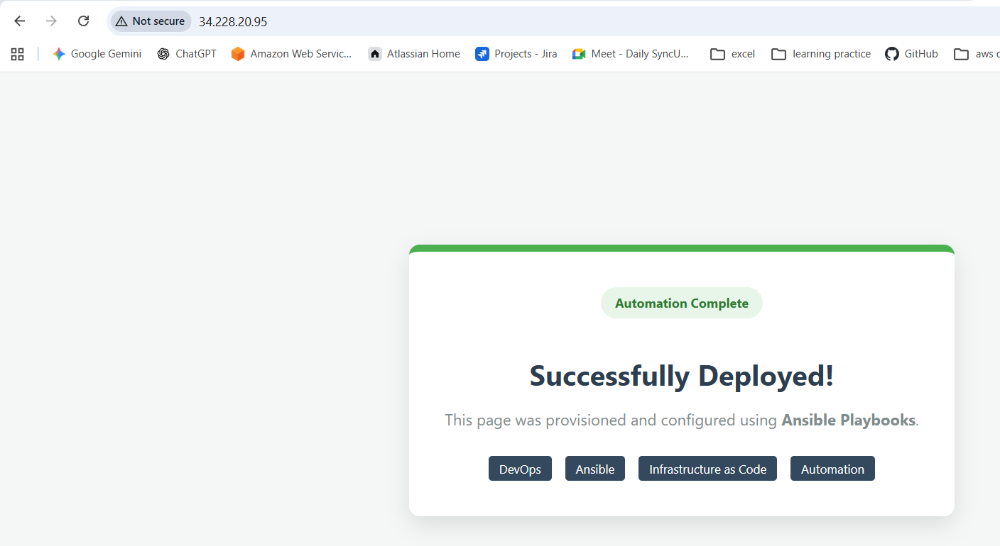 Not secure 34.228.20.95
Google Gemini ChatGPT Amazon Web Servic... Atlassian Home Projects - Jira Meet - Daily SyncU... excel learning practice GitHub aws
Automation Complete
Successfully Deployed!
This page was provisioned and configured using Ansible Playbooks.
DevOps Ansible Infrastructure as Code Automation